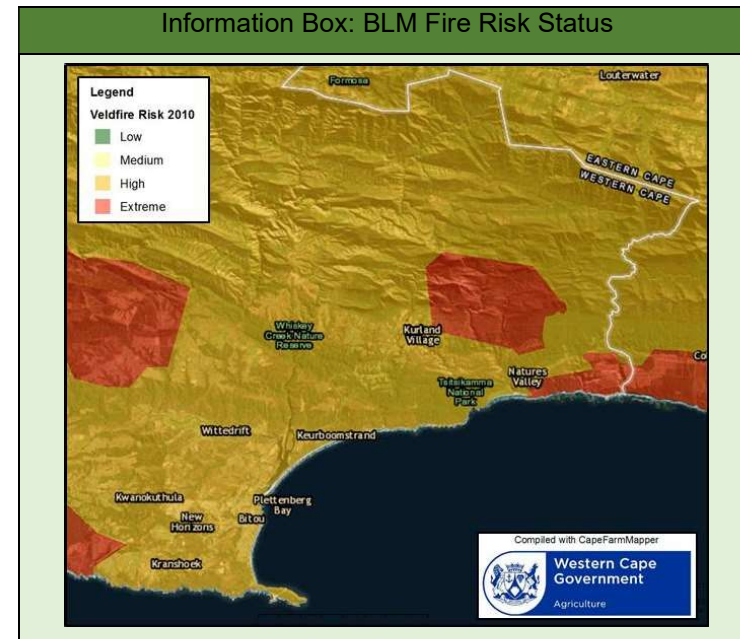 Information Box: BLM Fire Risk Status
Legend
Veldfire Risk 2010
Low
Medium
High
Extreme
Formosa
Louterwater
EASTERN CAPE
WESTERN CAPE
Whiskey
Creek Nature
Reserve
Kurland
Village
Natures
Valley
Tsitsikamma
National
Park
Co
Wittedrift
Keurboomstrand
Kwanokuthula
Plettenberg
Bay
New
Horizons
Bitou
Kranshoek
Compiled with CapeFarmMapper
Western Cape
Government
Agriculture